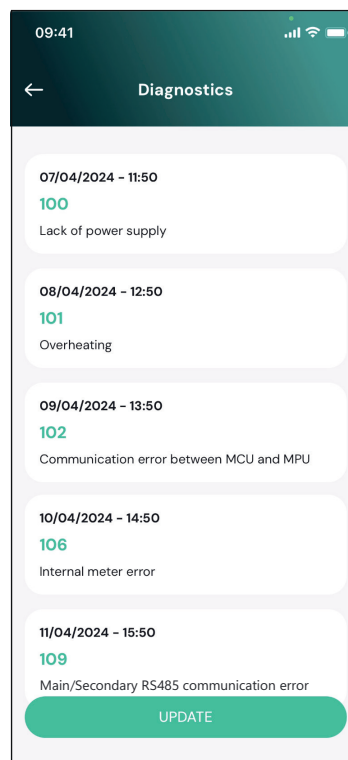 09:41
Diagnostics
07/04/2024 – 11:50
100
Lack of power supply
08/04/2024 – 12:50
101
Overheating
09/04/2024 – 13:50
102
Communication error between MCU and MPU
10/04/2024 – 14:50
106
Internal meter error
11/04/2024 – 15:50
109
Main/Secondary RS485 communication error
UPDATE